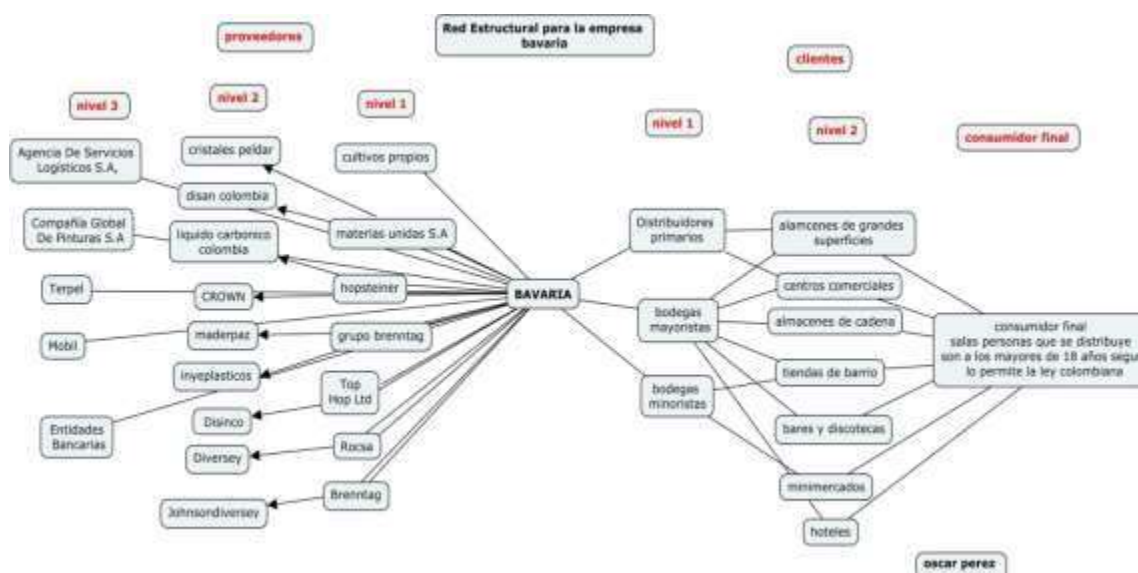 Red Estructural para la empresa
bavaria
proveedores
clientes
nivel 3
nivel 2
nivel 1
nivel 1
nivel 2
consumidor final
Agencia De Servicios
Logísticos S.A,
Compañía Global
De Pinturas S.A
Terpel
Mobil
Entidades
Bancarias
cristales peldar
disan colombia
liquido carbonico
colombia
CROWN
maderpaz
inyeplasticos
Disinco
Diversey
Johnsondiversey
cultivos propios
materias unidas S.A
hopsteiner
grupo brenntag
Top
Hop Ltd
Rocsa
Brenntag
BAVARIA
Distribuidores
primarios
bodegas
mayoristas
bodegas
minoristas
alamcenes de grandes
superficies
centros comerciales
almacenes de cadena
tiendas de barrio
bares y discotecas
minimercados
hoteles
consumidor final
salas personas que se distribuye
son a los mayores de 18 años segu
lo permite la ley colombiana
oscar perez